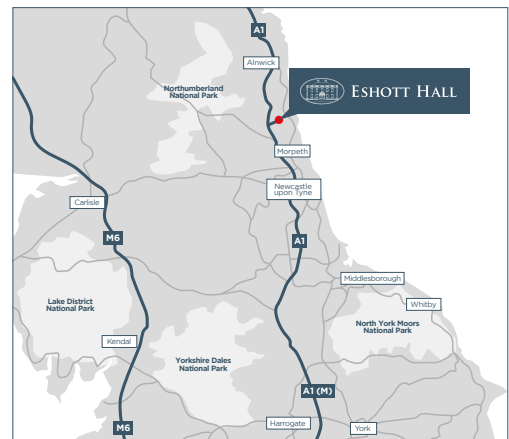 A1
Alnwick
ESHOTT HALL
Northumberland
National Park
Morpeth
Newcastle
upon Tyne
Carlisle
M6
A1
Middlesborough
Whitby
Lake District
National Park
North York Moors
National Park
Kendal
Yorkshire Dales
National Park
A1 (M)
M6
Harrogate
York